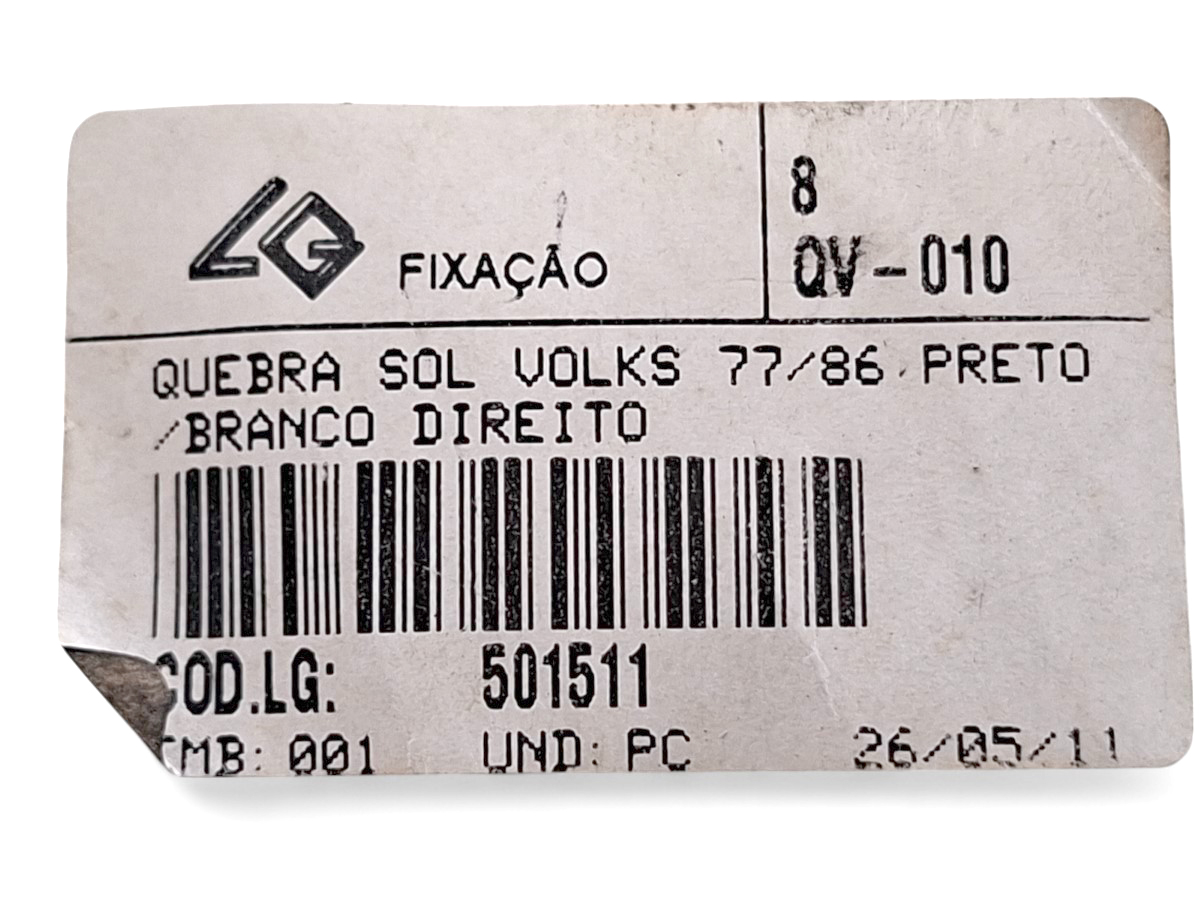 LG FIXAÇÃO
8
QV-010
QUEBRA SOL VOLKS 77/86 PRETO
/BRANCO DIREITO
COD.LG: 501511
EMB: 001 UND: PC 26/05/11